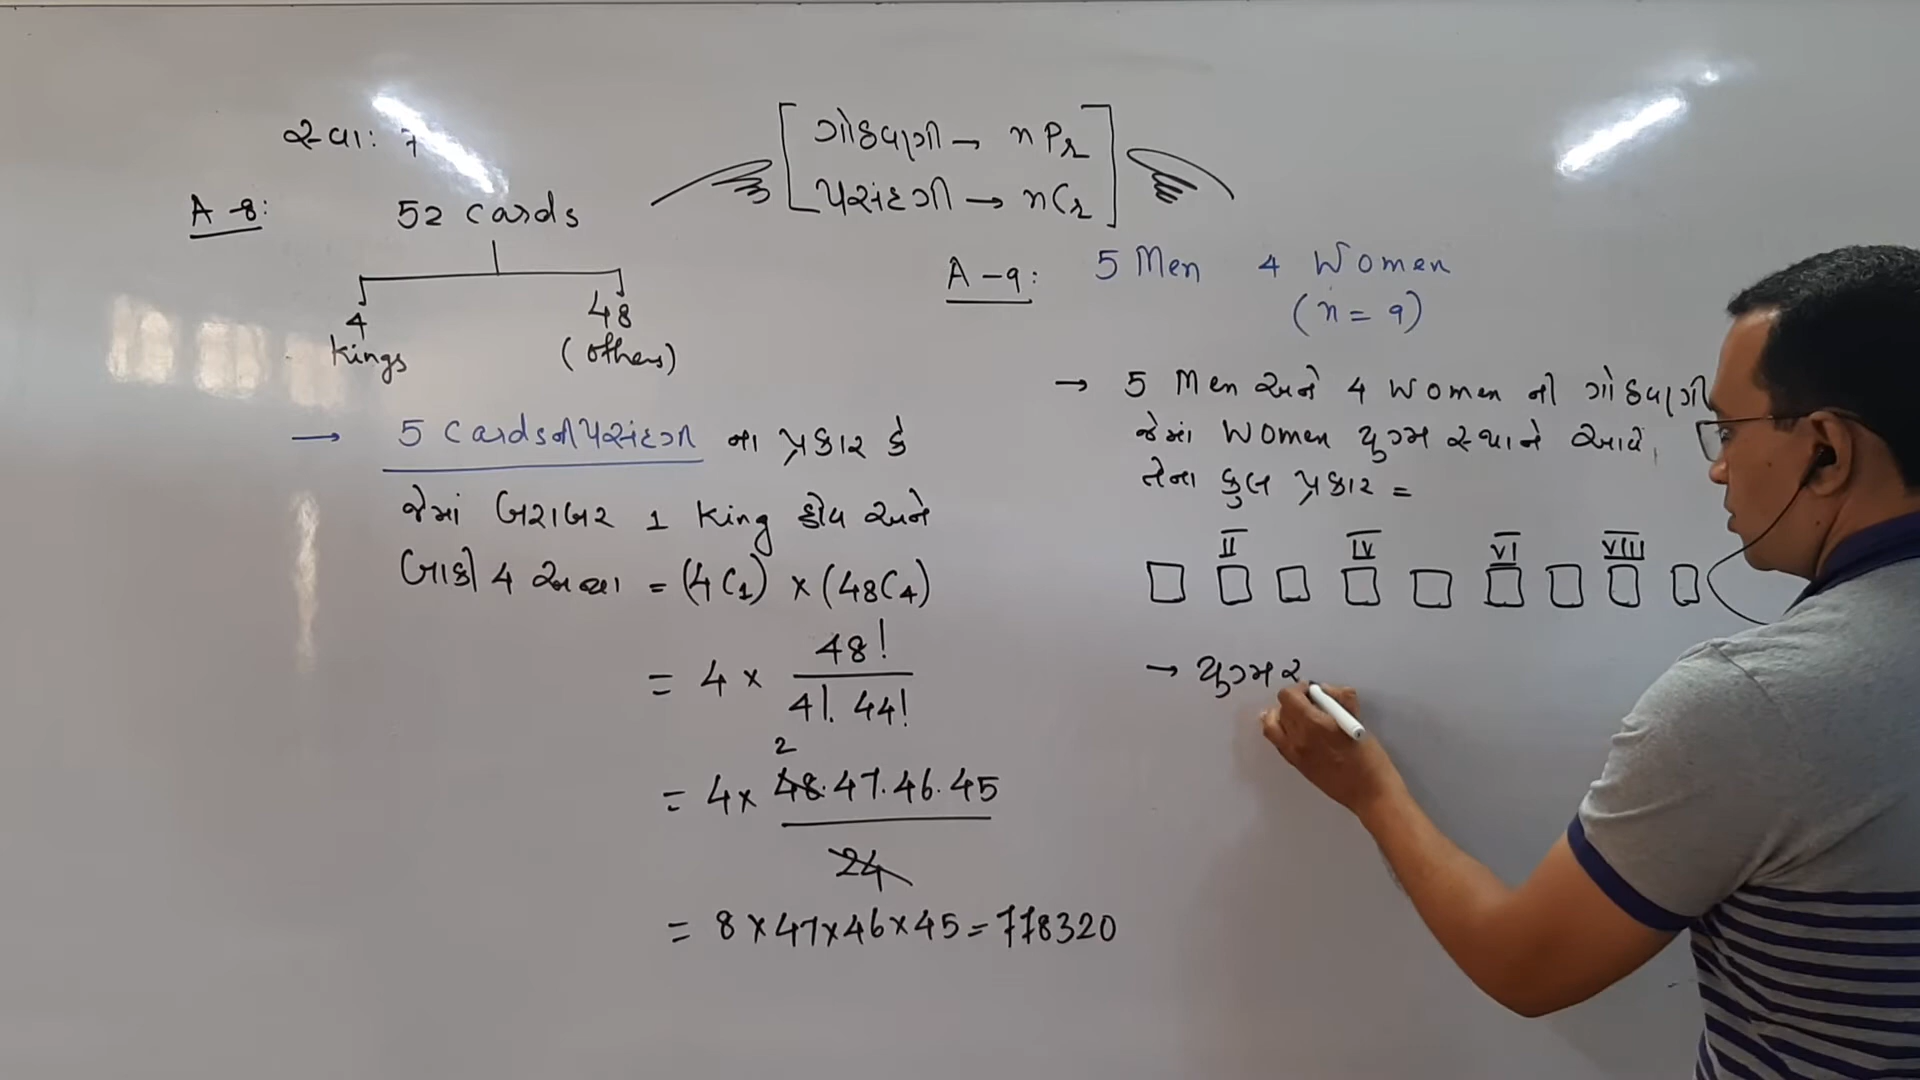 સ્વા: 7
[ ગોઠવણી → nPr
પસંદગી → nCr ]
A-8: 52 cards
4 kings
48 (others)
→ 5 cardsની પસંદગી ના પ્રકાર કે
જેમાં બરાબર 1 king હોય અને
બાકી 4 અન્ય = (4C1) × (48C4)
= 4 × 48! / 4!. 44!
2
= 4 × 48.47.46.45 / 24
= 8×47×46×45 = 778320
A-9: 5 Men 4 Women
(n = 9)
→ 5 Men અને 4 Women ની ગોઠવણી
જેમાં Women યુગ્મ સ્થાને આવે,
તેના કુલ પ્રકાર =
II IV VI VIII
→ યુગ્મ સ